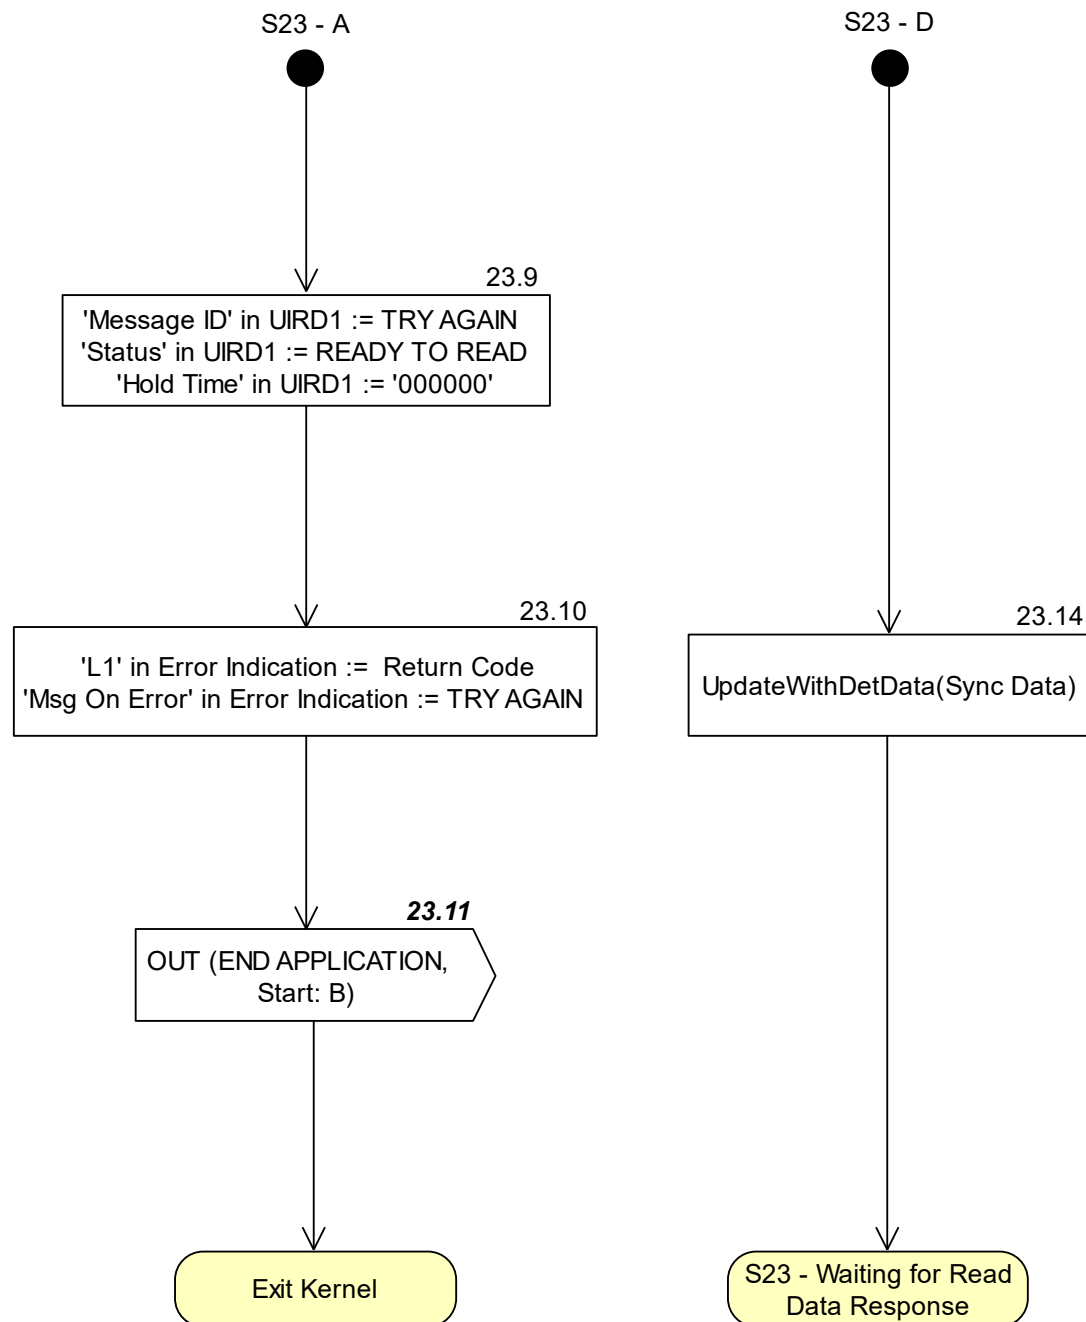 S23 - A
23.9
'Message ID' in UIRD1 := TRY AGAIN
'Status' in UIRD1 := READY TO READ
'Hold Time' in UIRD1 := '000000'
23.10
'L1' in Error Indication := Return Code
'Msg On Error' in Error Indication := TRY AGAIN
23.11
OUT (END APPLICATION,
Start: B)
Exit Kernel
S23 - D
23.14
UpdateWithDetData(Sync Data)
S23 - Waiting for Read
Data Response